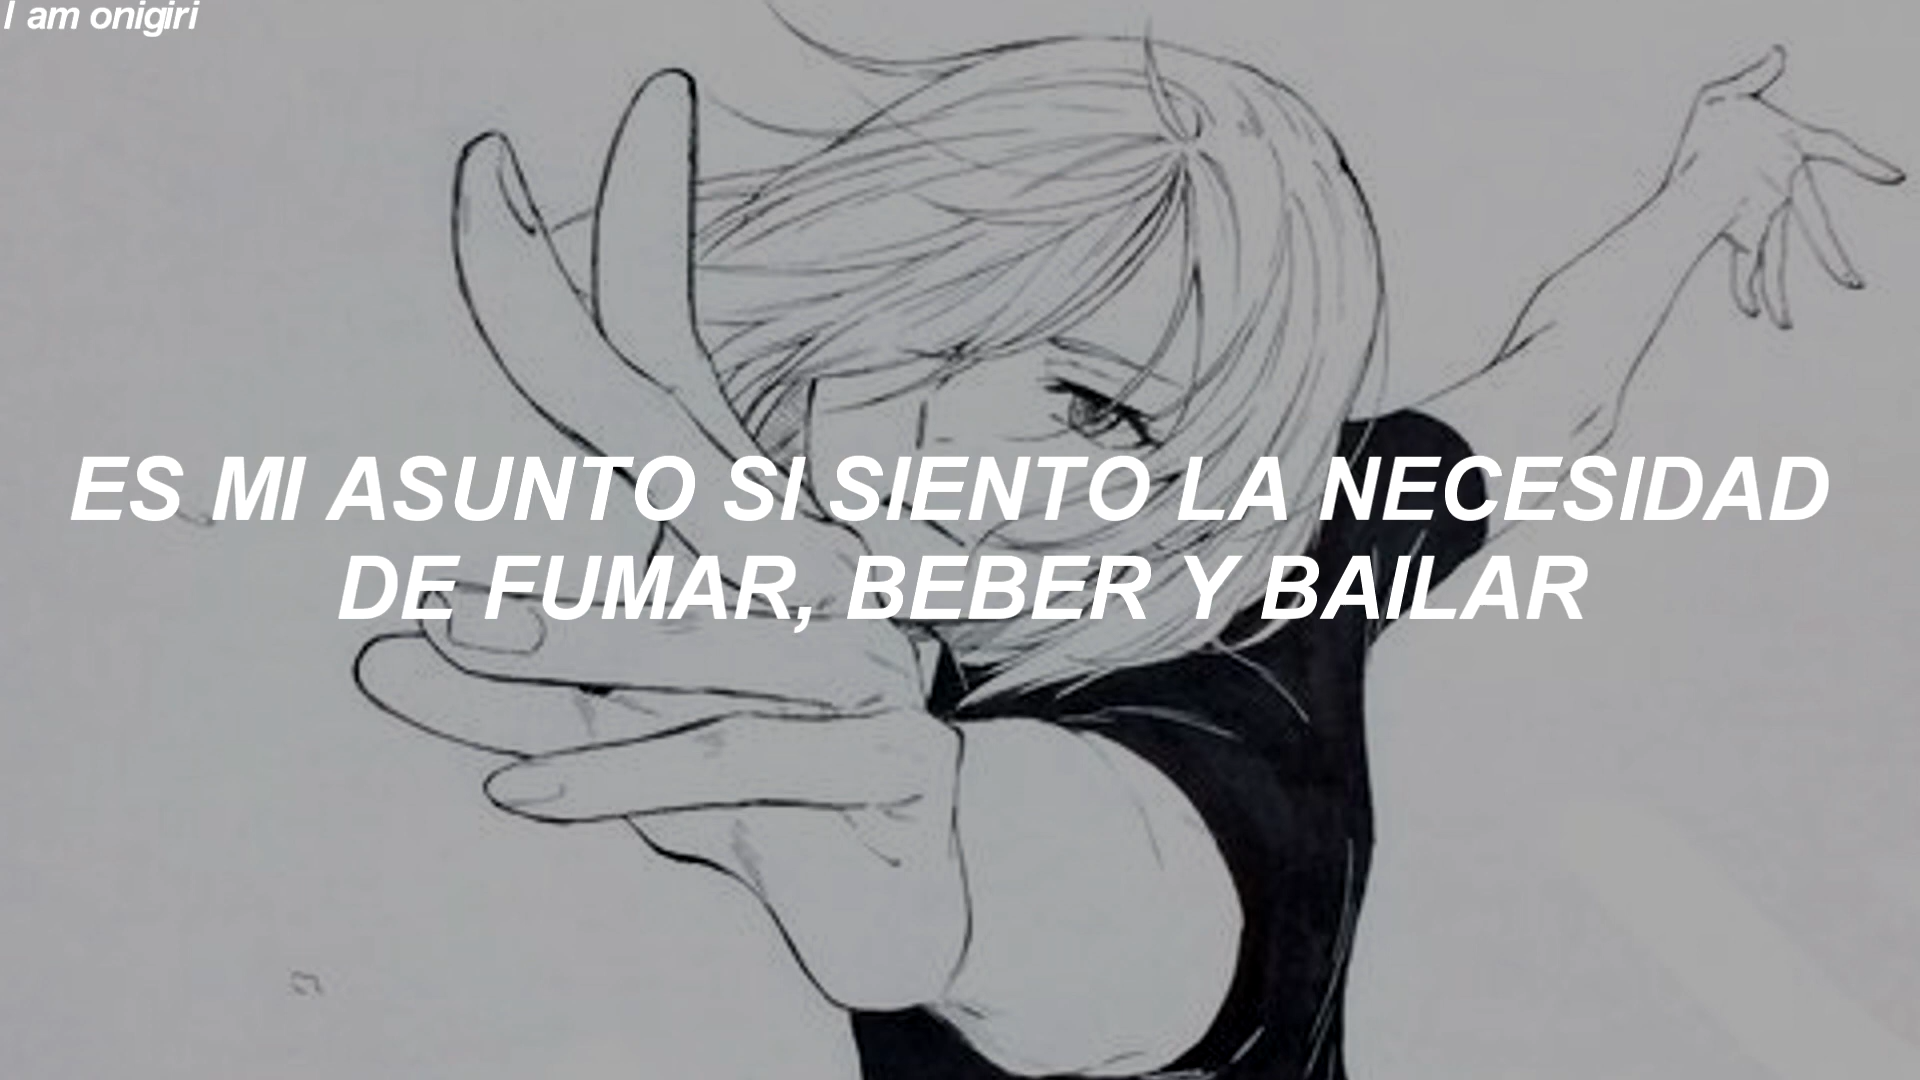 I am onigiri
ES MI ASUNTO SI SIENTO LA NECESIDAD
DE FUMAR, BEBER Y BAILAR